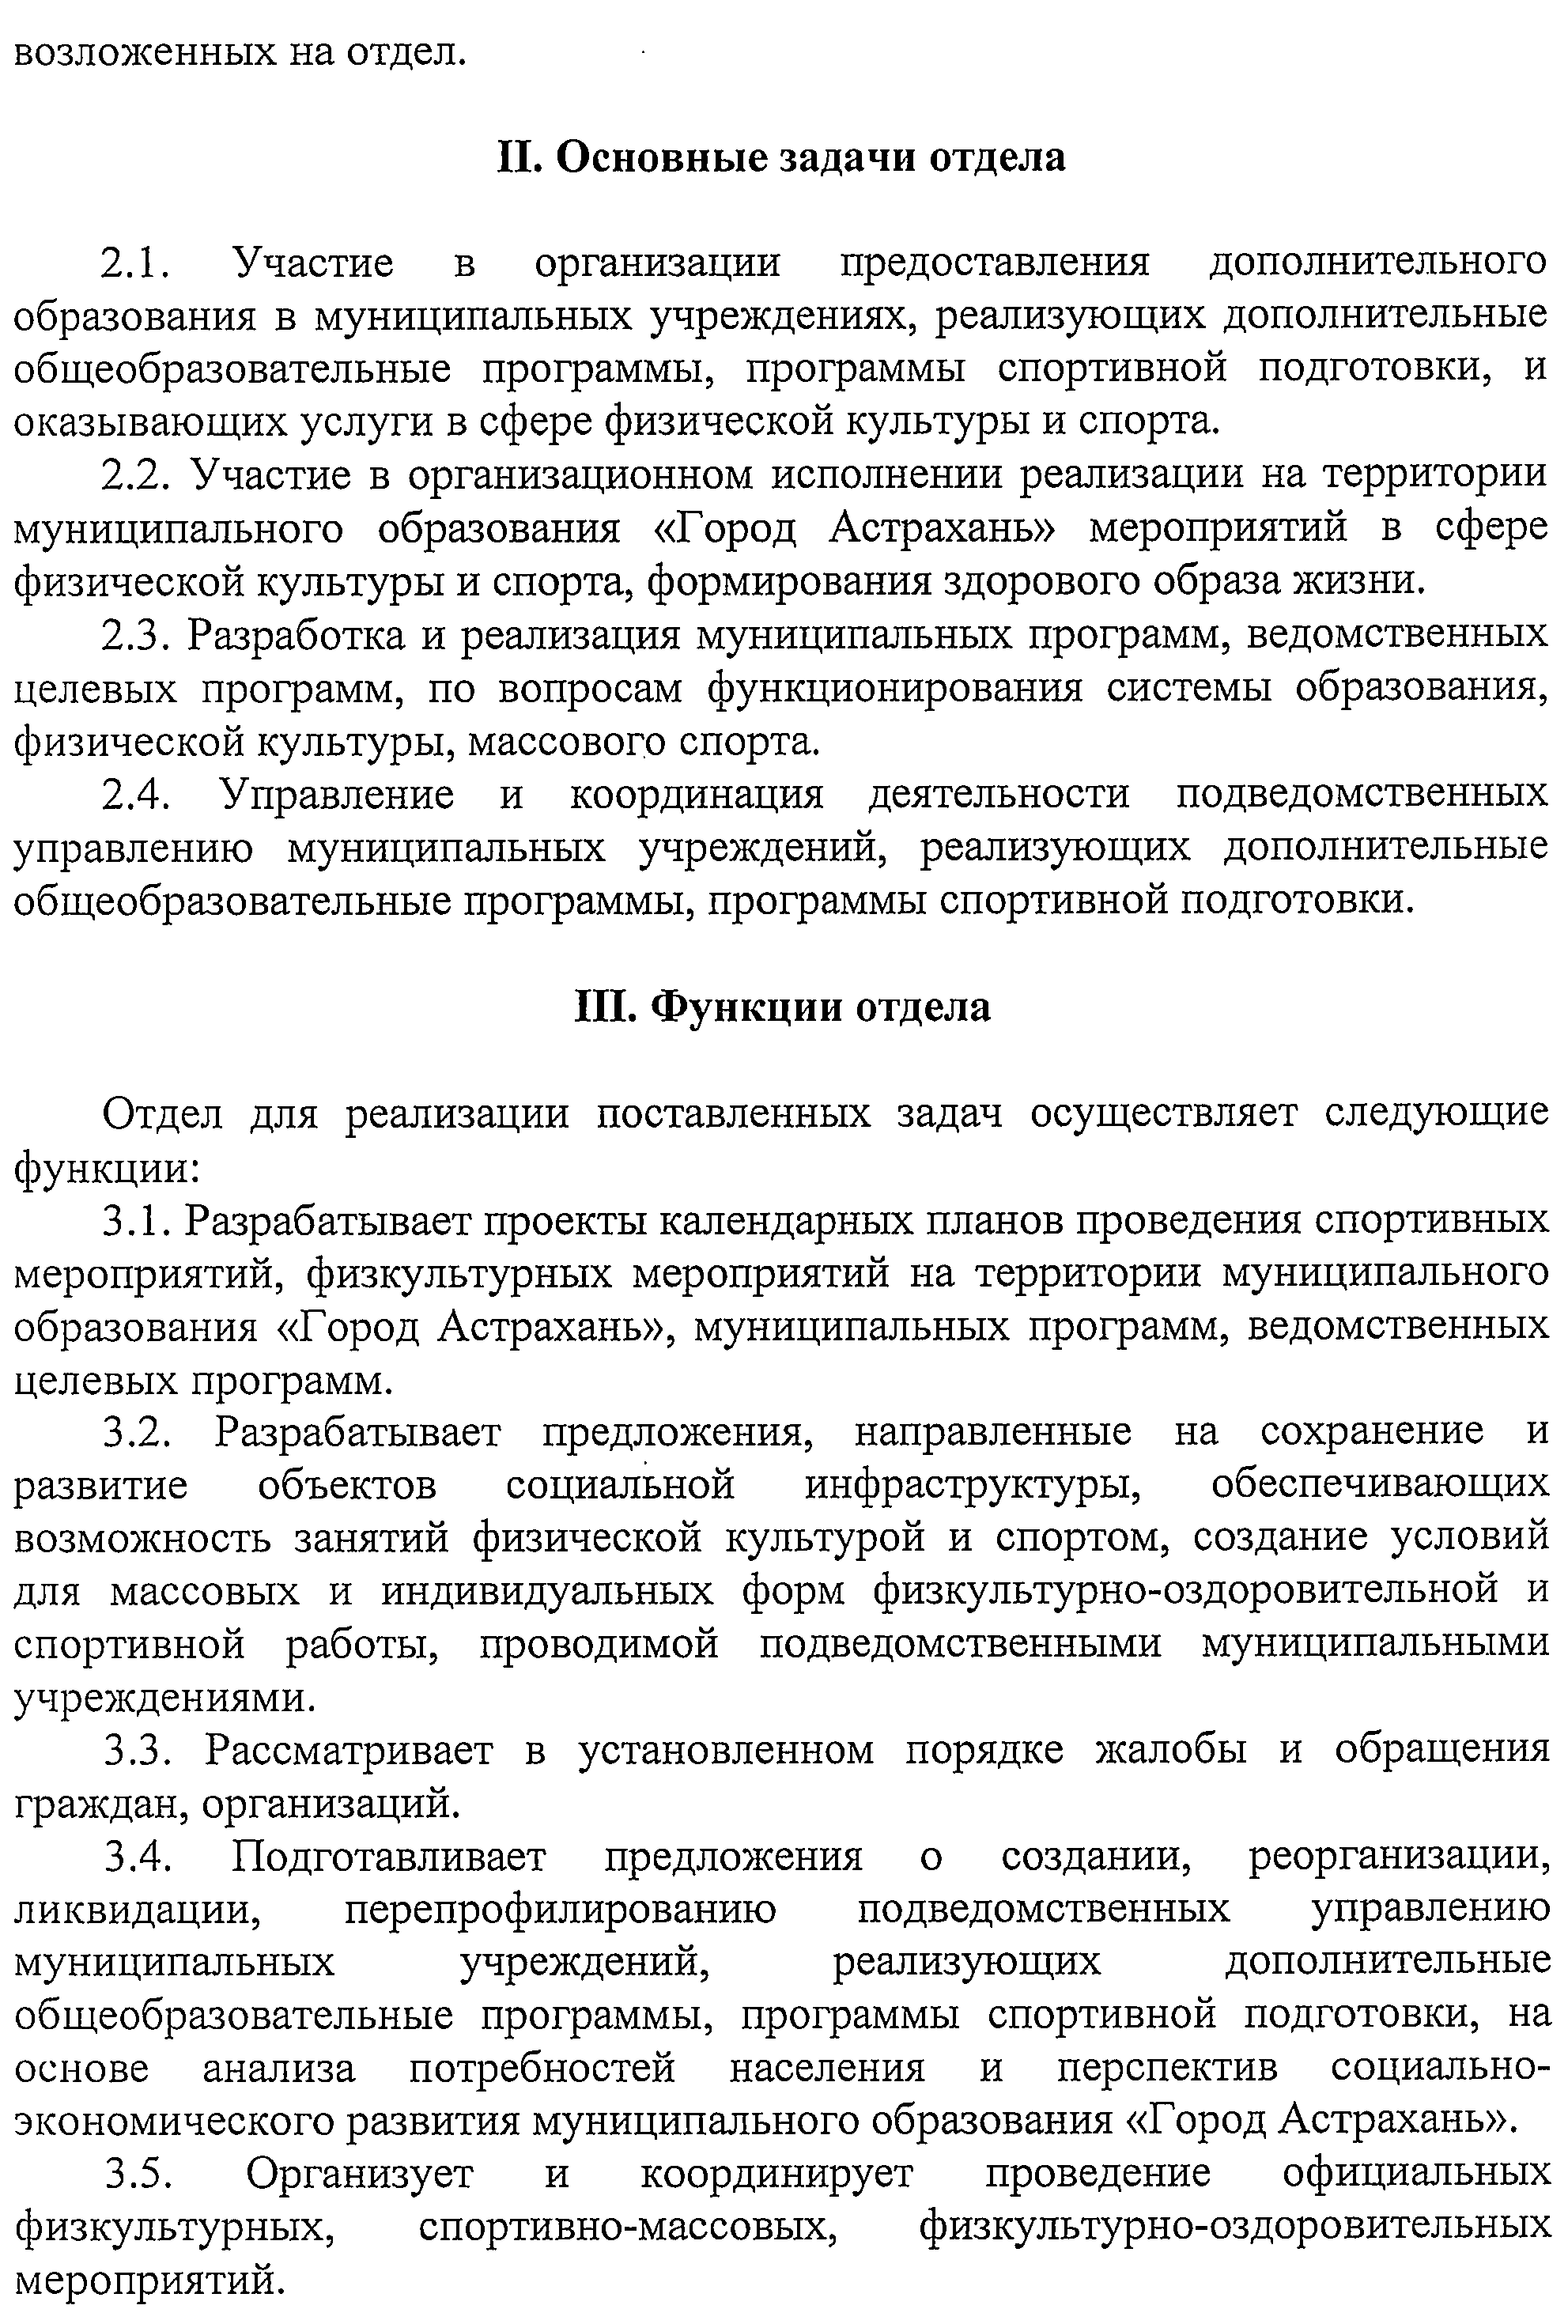 возложенных на отдел.
II. Основные задачи отдела
2.1. Участие в организации предоставления дополнительного
образования в муниципальных учреждениях, реализующих дополнительные
общеобразовательные программы, программы спортивной подготовки, и
оказывающих услуги в сфере физической культуры и спорта.
2.2. Участие в организационном исполнении реализации на территории
муниципального образования «Город Астрахань» мероприятий в сфере
физической культуры и спорта, формирования здорового образа жизни.
2.3. Разработка и реализация муниципальных программ, ведомственных
целевых программ, по вопросам функционирования системы образования,
физической культуры, массового спорта.
2.4. Управление и координация деятельности подведомственных
управлению муниципальных учреждений, реализующих дополнительные
общеобразовательные программы, программы спортивной подготовки.
III. Функции отдела
Отдел для реализации поставленных задач осуществляет следующие
функции:
3.1. Разрабатывает проекты календарных планов проведения спортивных
мероприятий, физкультурных мероприятий на территории муниципального
образования «Город Астрахань», муниципальных программ, ведомственных
целевых программ.
3.2. Разрабатывает предложения, направленные на сохранение и
развитие объектов социальной инфраструктуры, обеспечивающих
возможность занятий физической культурой и спортом, создание условий
для массовых и индивидуальных форм физкультурно-оздоровительной и
спортивной работы, проводимой подведомственными муниципальными
учреждениями.
3.3. Рассматривает в установленном порядке жалобы и обращения
граждан, организаций.
3.4. Подготавливает предложения о создании, реорганизации,
ликвидации, перепрофилированию подведомственных управлению
муниципальных учреждений, реализующих дополнительные
общеобразовательные программы, программы спортивной подготовки, на
основе анализа потребностей населения и перспектив социально-
экономического развития муниципального образования «Город Астрахань».
3.5. Организует и координирует проведение официальных
физкультурных, спортивно-массовых, физкультурно-оздоровительных
мероприятий.